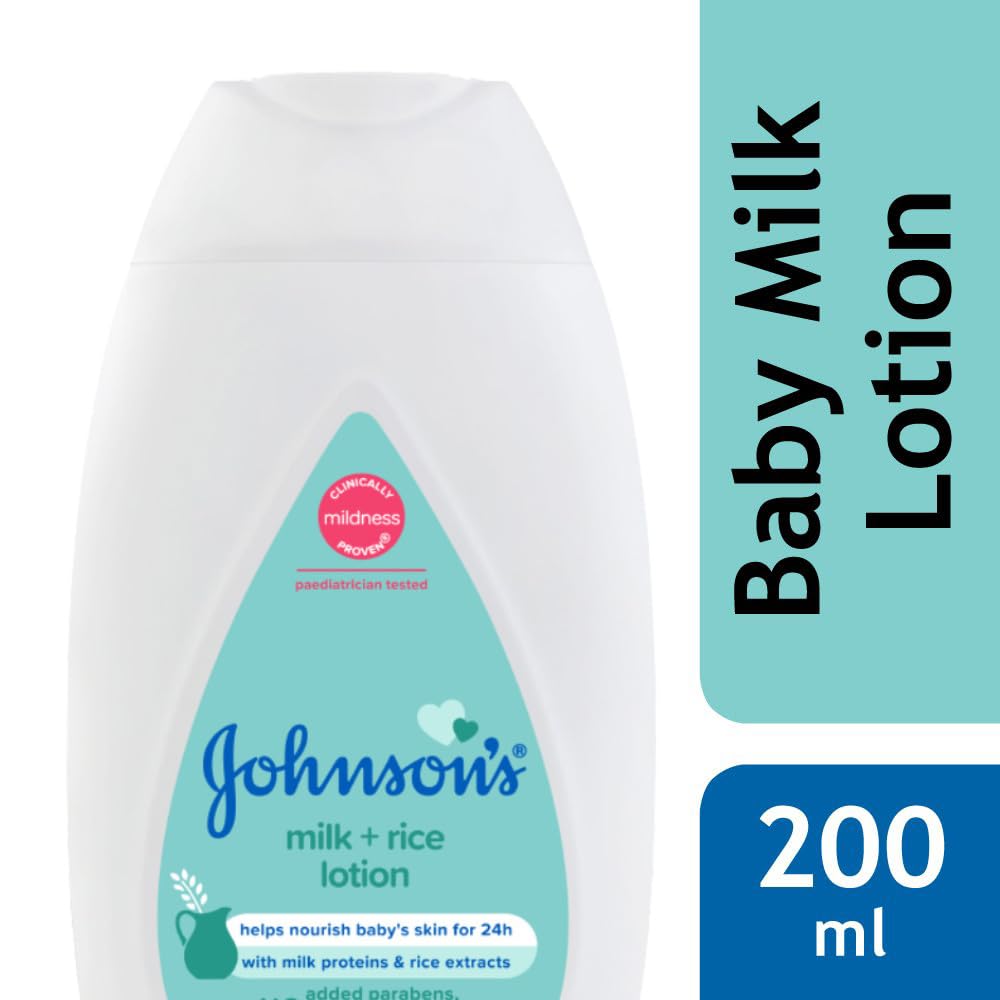 CLINICALLY
mildness
PROVEN®
paediatrician tested
Johnson's®
milk + rice
lotion
helps nourish baby's skin for 24h
with milk proteins & rice extracts
added parabens,
Baby Milk
Lotion
200
ml